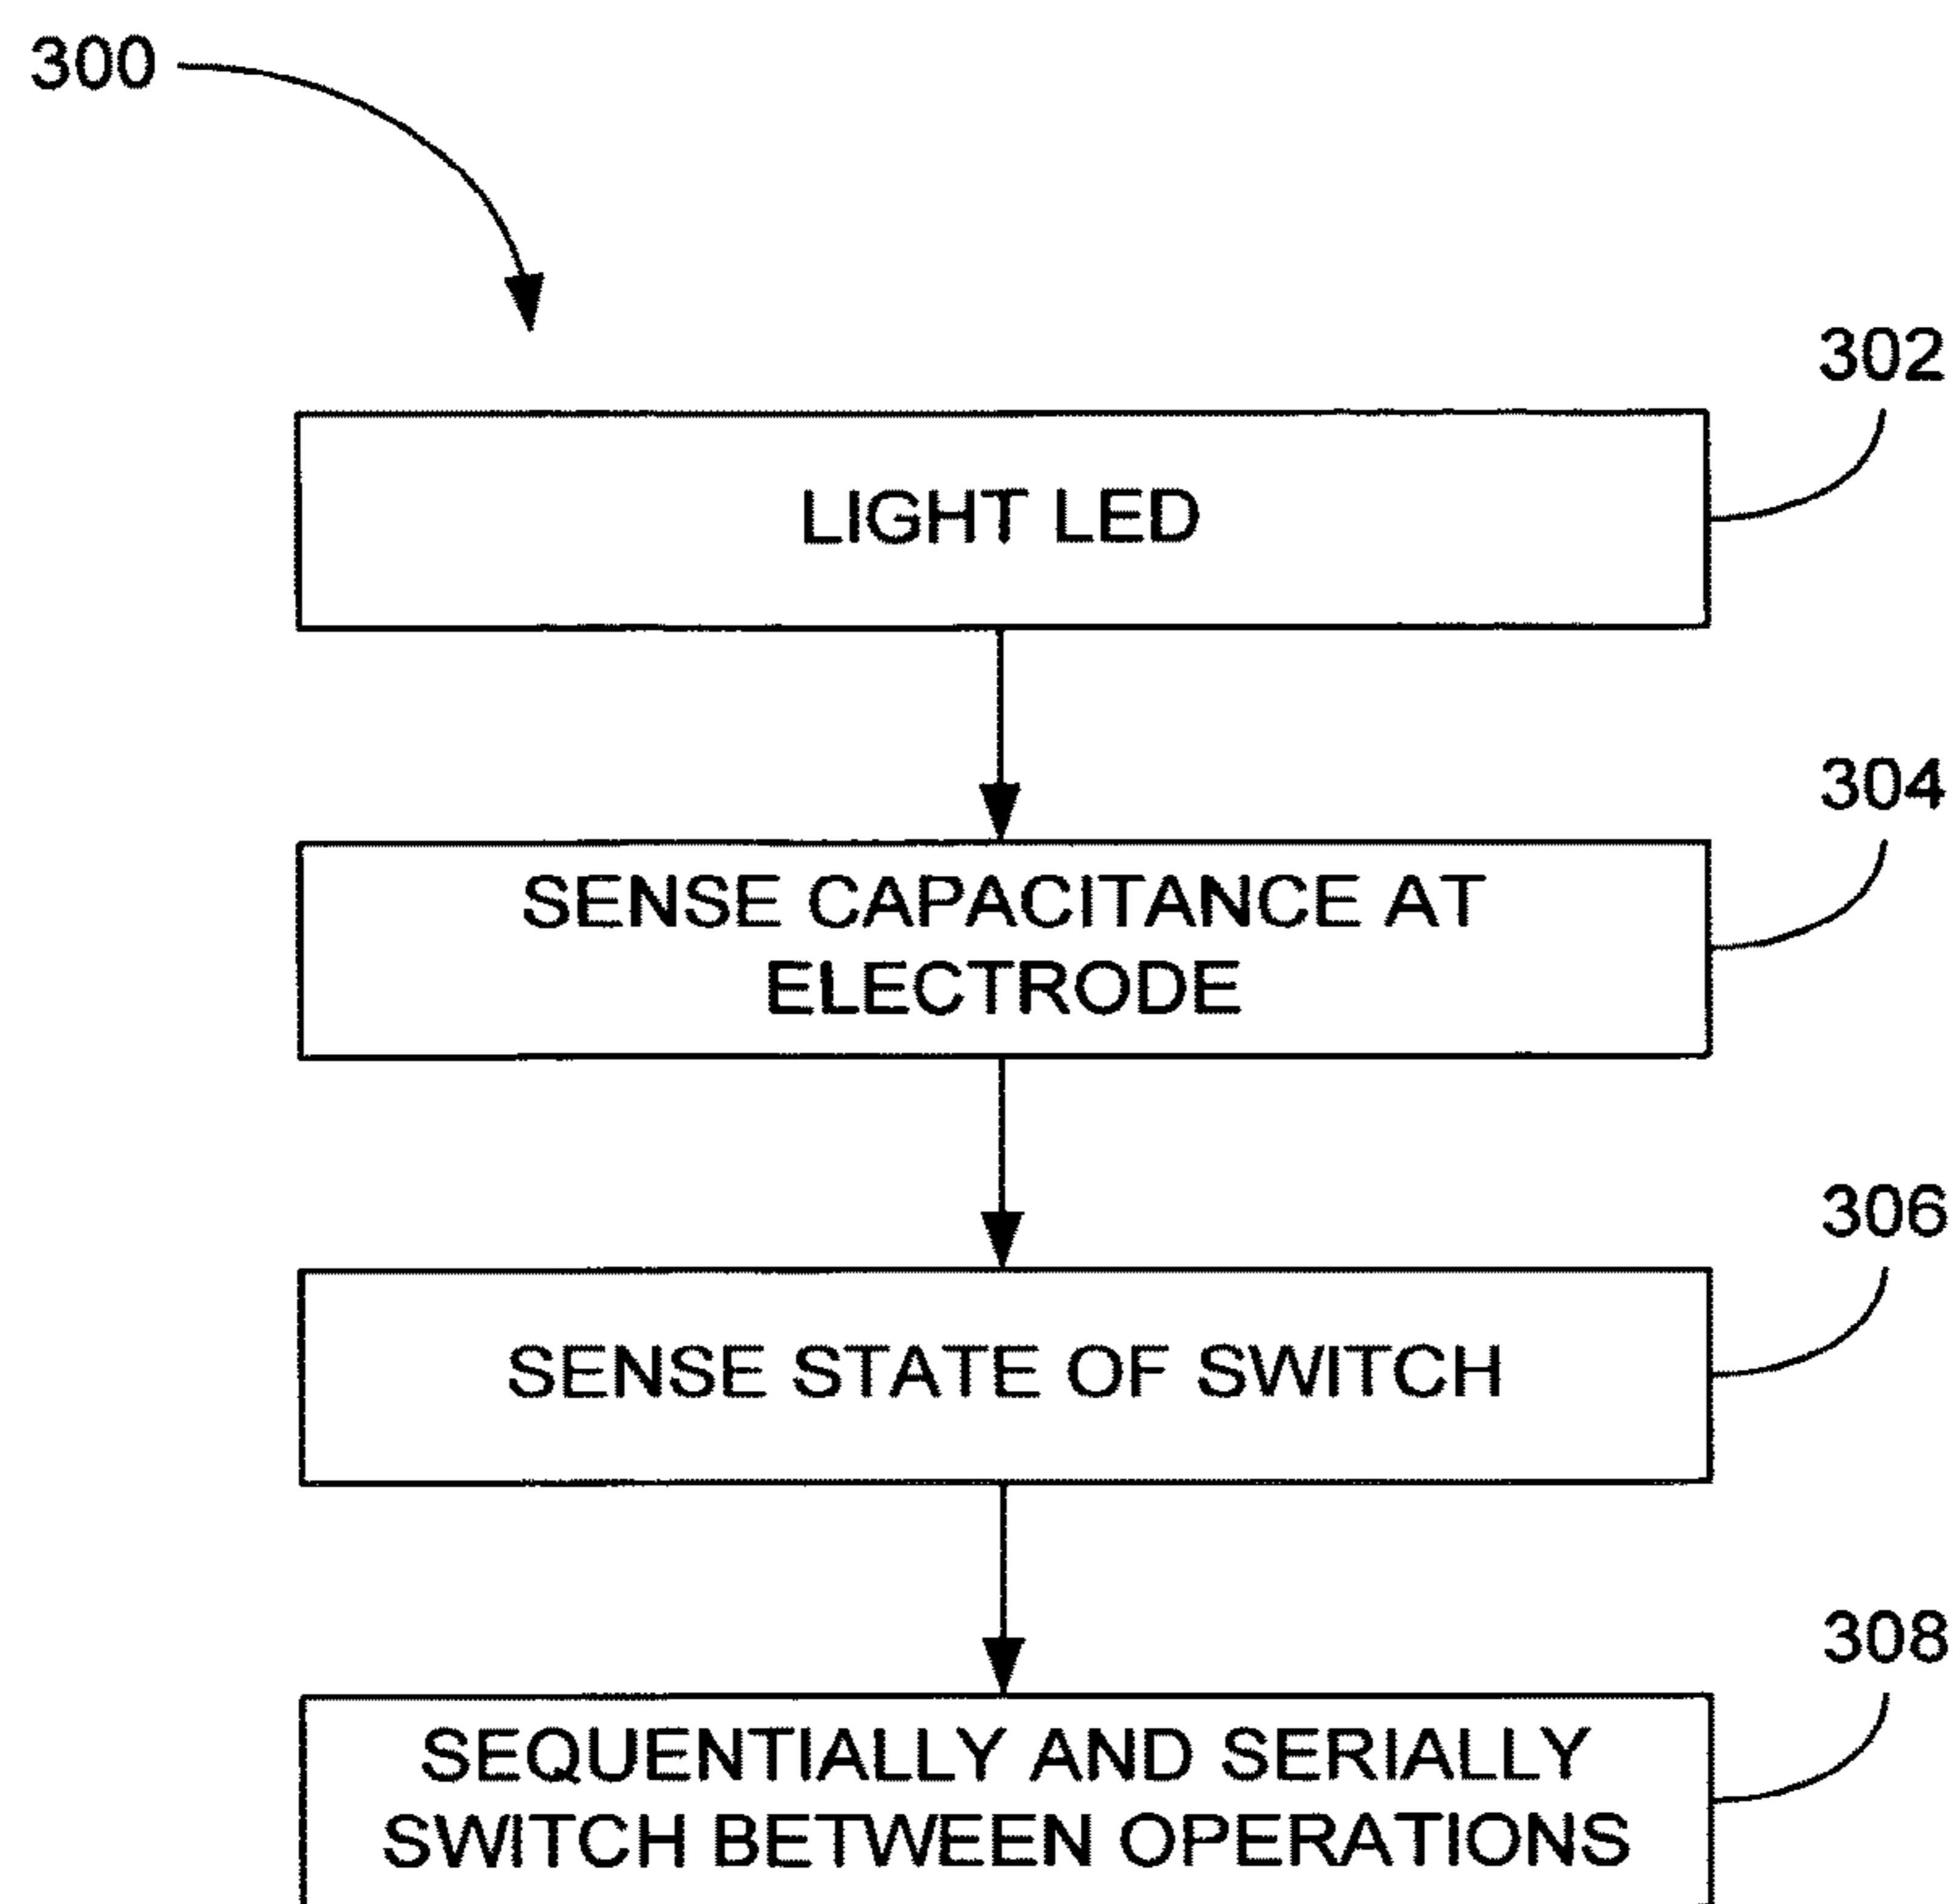 300
302
LIGHT LED
304
SENSE CAPACITANCE AT
ELECTRODE
306
SENSE STATE OF SWITCH
308
SEQUENTIALLY AND SERIALLY
SWITCH BETWEEN OPERATIONS